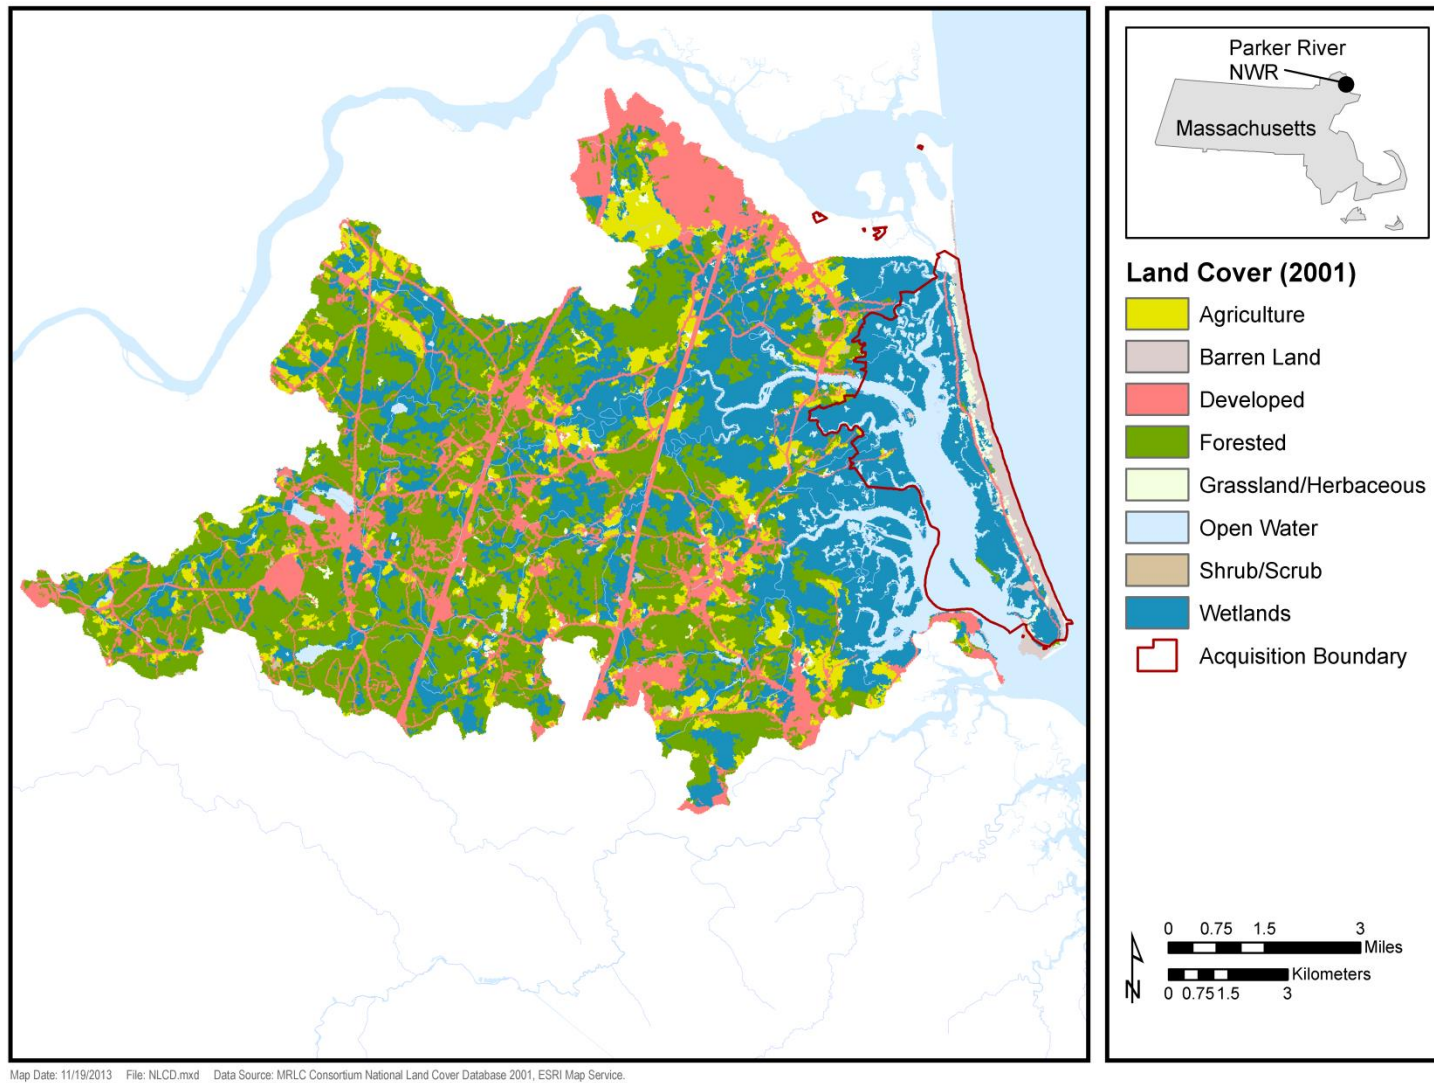 Parker River
NWR
Massachusetts
Land Cover (2001)
Agriculture
Barren Land
Developed
Forested
Grassland/Herbaceous
Open Water
Shrub/Scrub
Wetlands
Acquisition Boundary
0 0.75 1.5 3
Miles
Kilometers
0 0.75 1.5 3
N
Map Date: 11/19/2013 File: NLCD.mxd Data Source: MRLC Consortium National Land Cover Database 2001, ESRI Map Service.